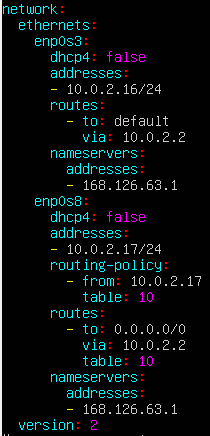 network:
  ethernets:
    enp0s3:
      dhcp4: false
      addresses:
      - 10.0.2.16/24
      routes:
        - to: default
          via: 10.0.2.2
      nameservers:
        addresses:
        - 168.126.63.1
    enp0s8:
      dhcp4: false
      addresses:
      - 10.0.2.17/24
      routing-policy:
        - from: 10.0.2.17
          table: 10
      routes:
        - to: 0.0.0.0/0
          via: 10.0.2.2
          table: 10
      nameservers:
        addresses:
        - 168.126.63.1
  version: 2